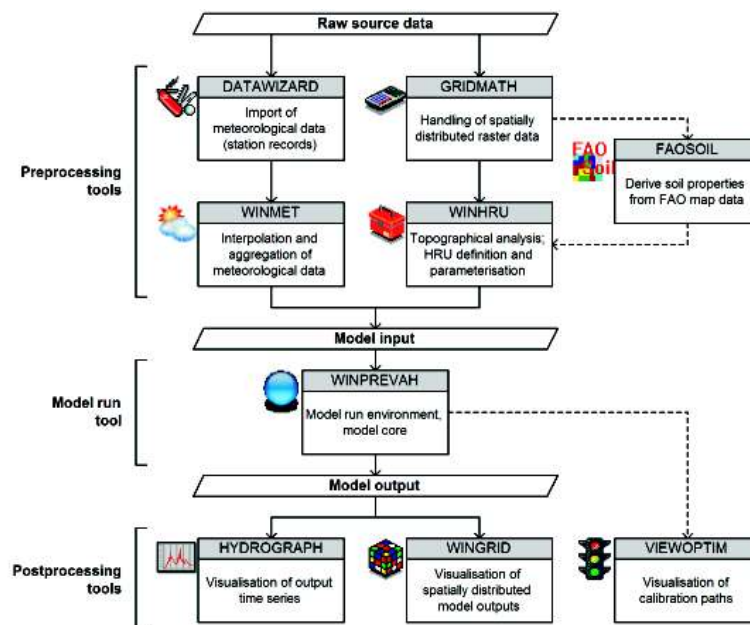 Raw source data
Preprocessing
tools
DATAWIZARD
Import of
meteorological data
(station records)
GRIDMATH
Handling of spatially
distributed raster data
FAO
Soil
FAOSOIL
Derive soil properties
from FAO map data
WINMET
Interpolation and
aggregation of
meteorological data
WINHRU
Topographical analysis;
HRU definition and
parameterisation
Model input
Model run
tool
WINPREVAH
Model run environment,
model core
Model output
Postprocessing
tools
HYDROGRAPH
Visualisation of output
time series
WINGRID
Visualisation of
spatially distributed
model outputs
VIEWOPTIM
Visualisation of
calibration paths